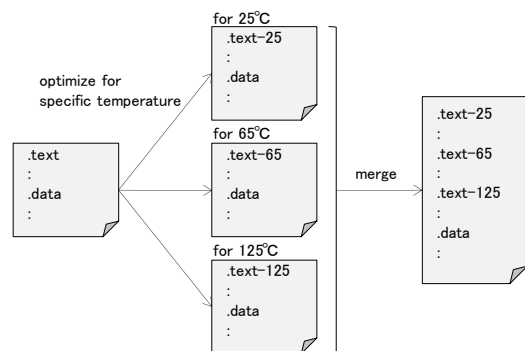 for 25℃
.text-25
:
.data
:
optimize for
specific temperature
.text
:
.data
:
for 65℃
.text-65
:
.data
:
for 125℃
.text-125
:
.data
:
merge
.text-25
:
.text-65
:
.text-125
:
.data
: